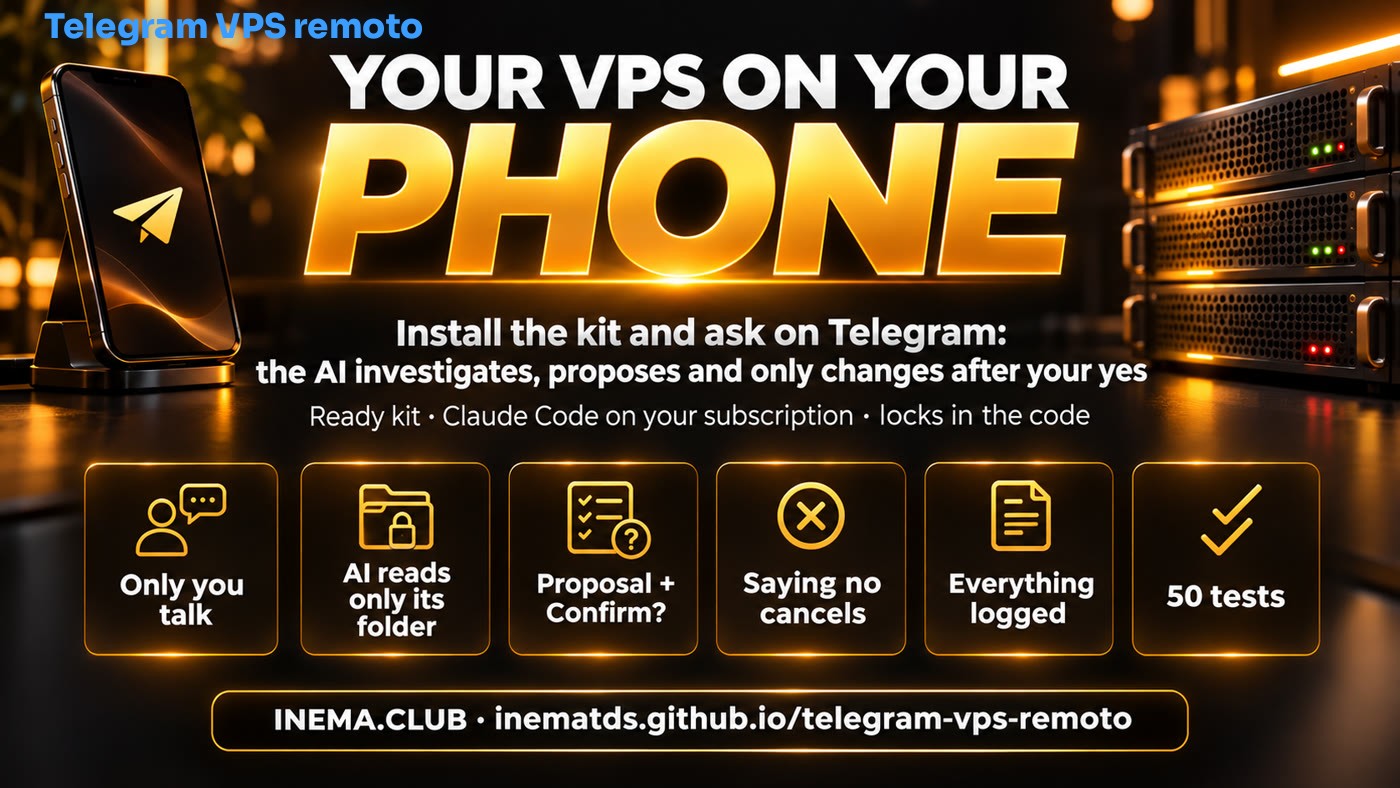 Telegram VPS remoto
YOUR VPS ON YOUR
PHONE
Install the kit and ask on Telegram:
the AI investigates, proposes and only changes after your yes
Ready kit · Claude Code on your subscription · locks in the code
Only you
talk
AI reads
only its
folder
Proposal +
Confirm?
Saying no
cancels
Everything
logged
50 tests
INEMA.CLUB · inematds.github.io/telegram-vps-remoto